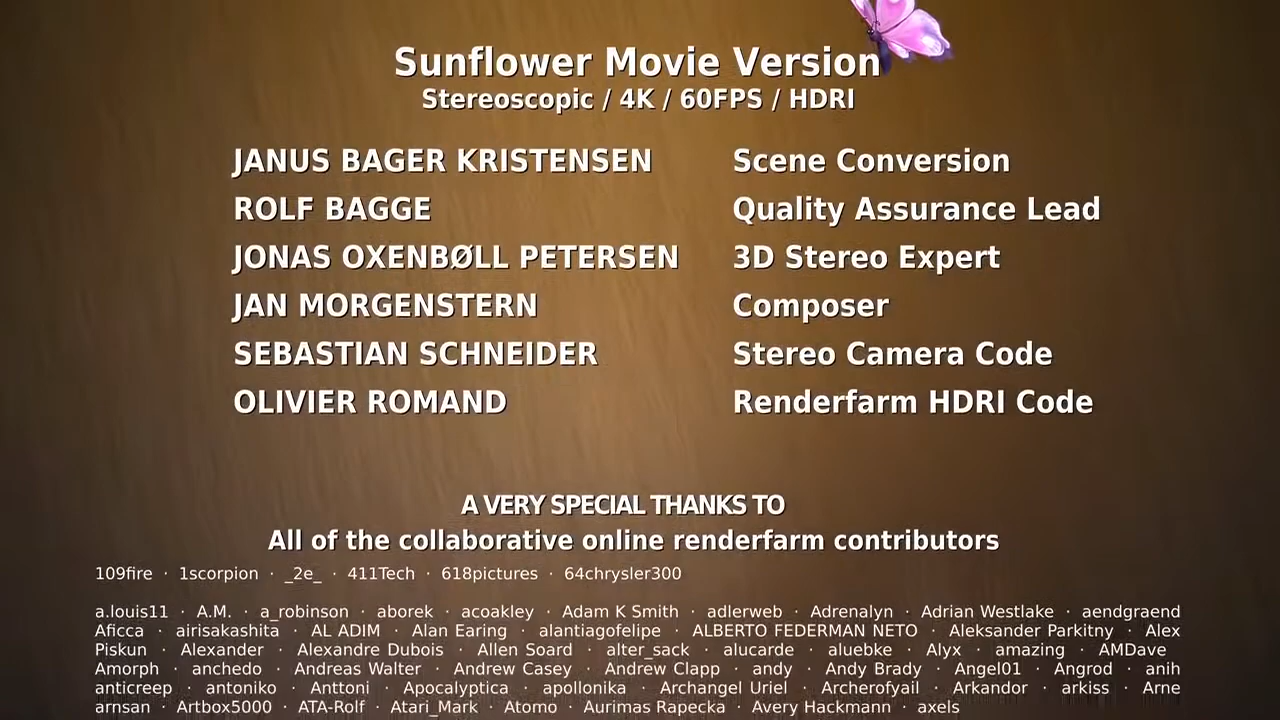 Sunflower Movie Version
Stereoscopic / 4K / 60FPS / HDRI
JANUS BAGER KRISTENSEN Scene Conversion
ROLF BAGGE Quality Assurance Lead
JONAS OXENBØLL PETERSEN 3D Stereo Expert
JAN MORGENSTERN Composer
SEBASTIAN SCHNEIDER Stereo Camera Code
OLIVIER ROMAND Renderfarm HDRI Code
A VERY SPECIAL THANKS TO
All of the collaborative online renderfarm contributors
109fire · 1scorpion · _2e_ · 411Tech · 618pictures · 64chrysler300
a.louis11 · A.M. · a_robinson · aborek · acoakley · Adam K Smith · adlerweb · Adrenalyn · Adrian Westlake · aendgraend
Aficca · airisakashita · AL ADIM · Alan Earing · alantiagofelipe · ALBERTO FEDERMAN NETO · Aleksander Parkitny · Alex
Piskun · Alexander · Alexandre Dubois · Allen Soard · alter_sack · alucarde · aluebke · Alyx · amazing · AMDave
Amorph · anchedo · Andreas Walter · Andrew Casey · Andrew Clapp · andy · Andy Brady · Angel01 · Angrod · anih
anticreep · antoniko · Anttoni · Apocalyptica · apollonika · Archangel Uriel · Archerofyail · Arkandor · arkiss · Arne
arnsan · Artbox5000 · ATA-Rolf · Atari_Mark · Atomo · Aurimas Rapecka · Avery Hackmann · axels